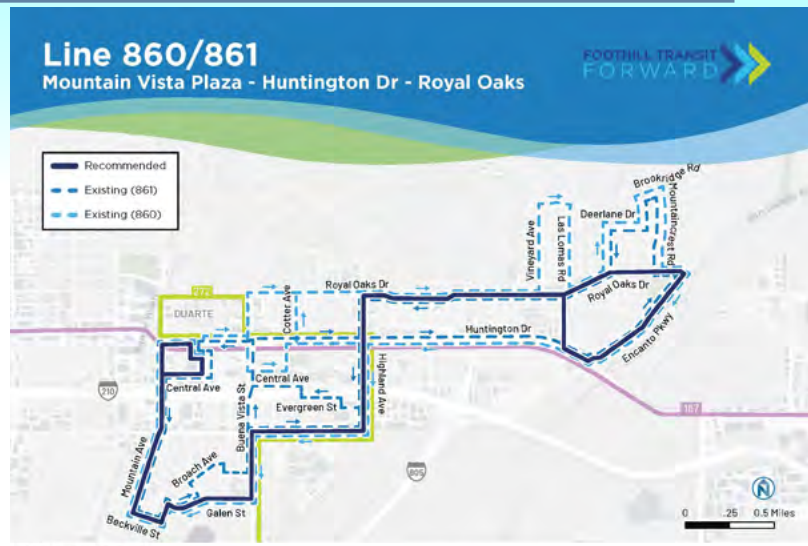 Line 860/861
Mountain Vista Plaza - Huntington Dr - Royal Oaks
FOOTHILL TRANSIT
FORWARD
Recommended
Existing (861)
Existing (860)
Brookridge Rd
Deerlane Dr
Mountaincrest Rd
Vineyard Ave
Las Lomas Rd
Royal Oaks Dr
Royal Oaks Dr
Cotter Ave
DUARTE
Huntington Dr
Encanto Pkwy
Central Ave
Central Ave
Highland Ave
210
187
Evergreen St
Buena Vista St
Mountain Ave
Broach Ave
605
Galen St
Beckville St
N
0 .25 0.5 Miles